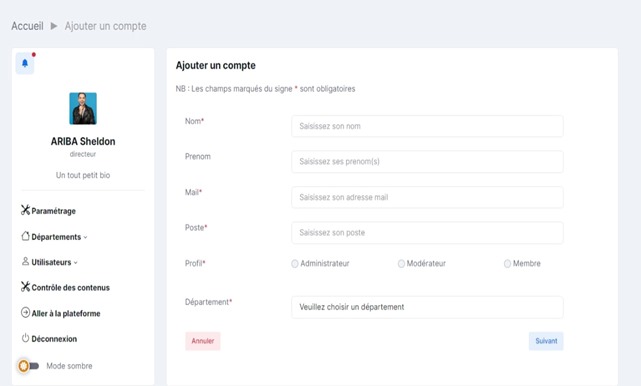 Accueil ▶ Ajouter un compte
ARIBA Sheldon
directeur
Un tout petit bio
Paramétrage
Départements
Utilisateurs
Contrôle des contenus
Aller à la plateforme
Déconnexion
Mode sombre
Ajouter un compte
NB : Les champs marqués du signe * sont obligatoires
Nom* Saisissez son nom
Prenom Saisissez ses prenom(s)
Mail* Saisissez son adresse mail
Poste* Saisissez son poste
Profil* Administrateur Modérateur Membre
Département* Veuillez choisir un département
Annuler Suivant